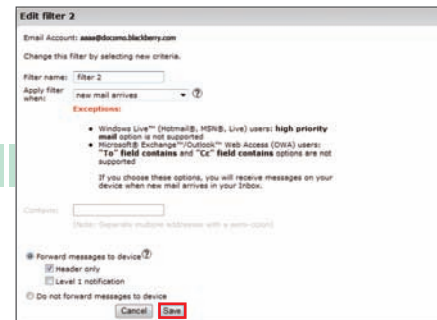 Edit filter 2
Email Account: aaaa@docomo.blackberry.com
Change this filter by selecting new criteria.
Filter name: filter 2
Apply filter when: new mail arrives
Exceptions:
• Windows Live™ (Hotmail®, MSN®, Live) users: high priority
mail option is not supported
• Microsoft® Exchange™/Outlook™ Web Access (OWA) users:
"To" field contains and "Cc" field contains options are not
supported
If you choose these options, you will receive messages on your
device when new mail arrives in your Inbox.
Contains:
(Note: Separate multiple addresses with a semi-colon)
Forward messages to device
Header only
Level 1 notification
Do not forward messages to device
Cancel Save